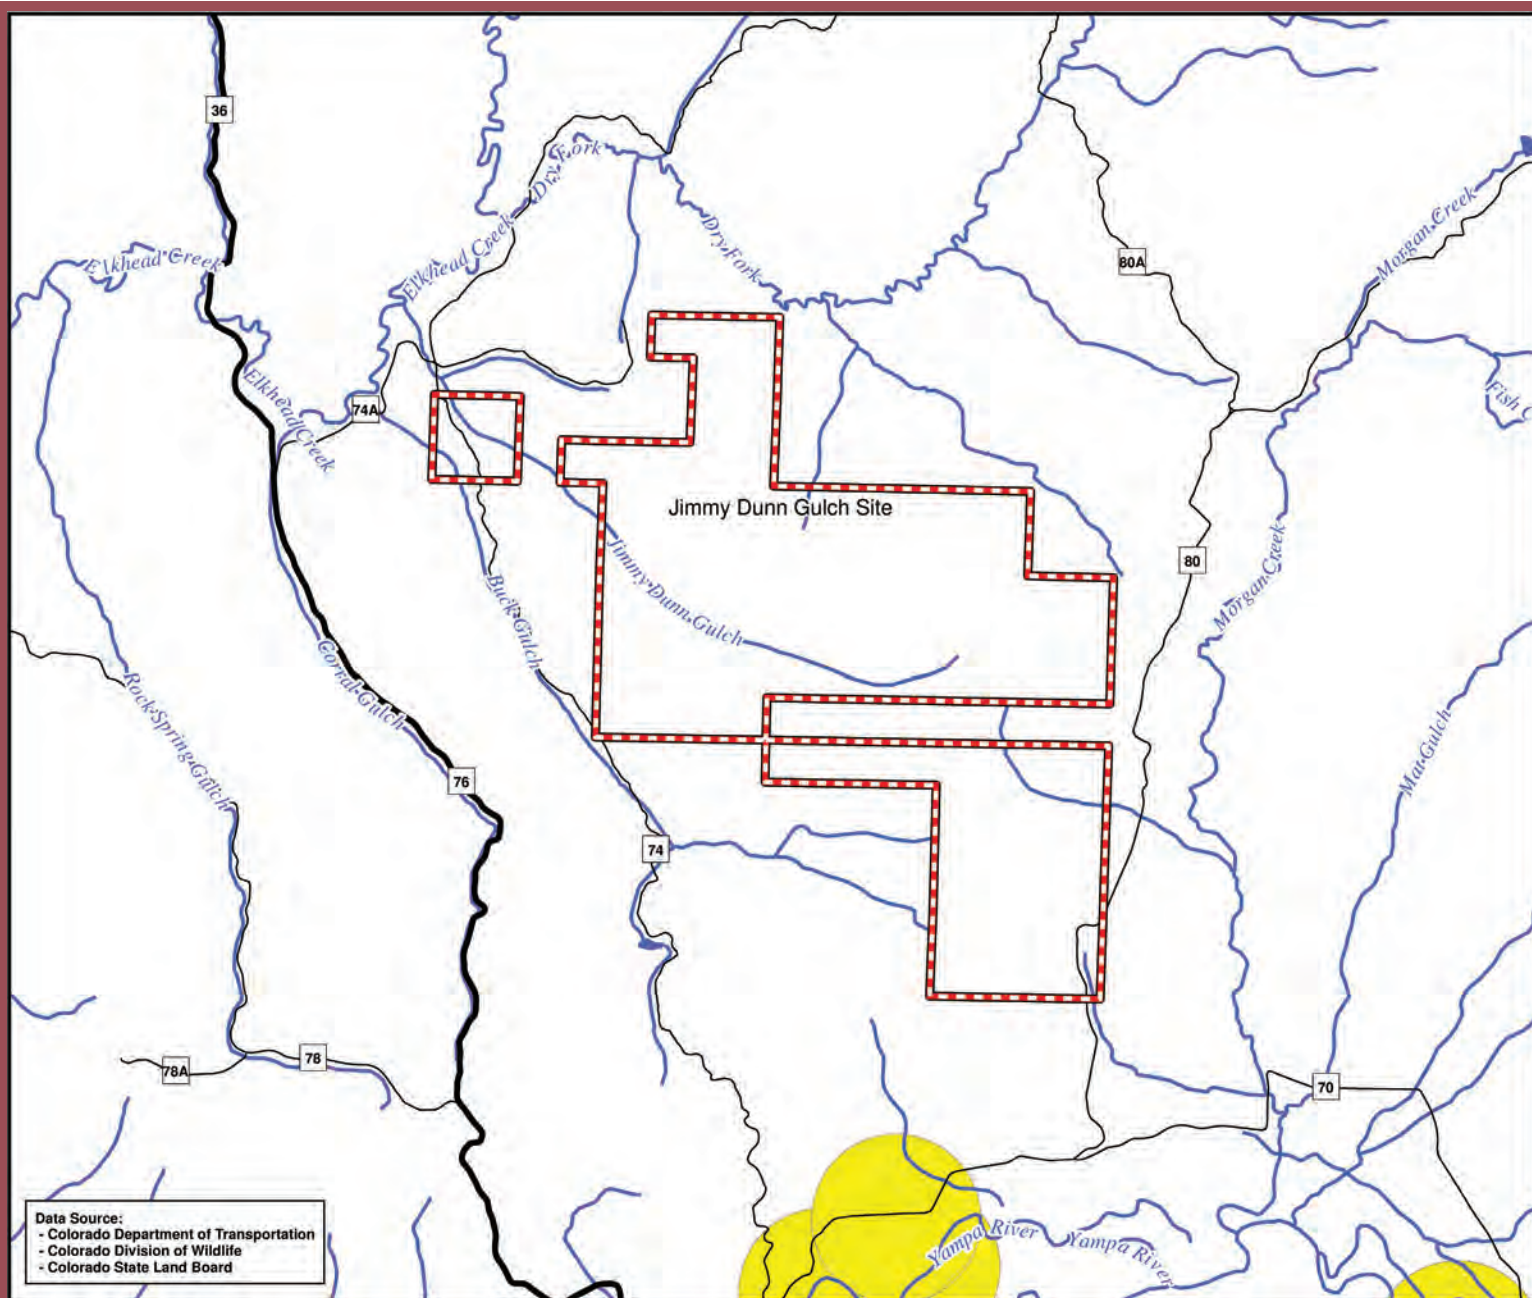 36
Dry Fork
Elkhead Creek
Dry Fork
Morgan Creek
Elkhead Creek
80A
Fish C
Elkhead Creek
74A
Jimmy Dunn Gulch Site
80
Jimmy Dunn Gulch
Morgan Creek
Buck Gulch
Corral Gulch
Rock Spring Gulch
Mat Gulch
76
74
78
78A
70
Yampa River
Yampa River
Data Source:
- Colorado Department of Transportation
- Colorado Division of Wildlife
- Colorado State Land Board